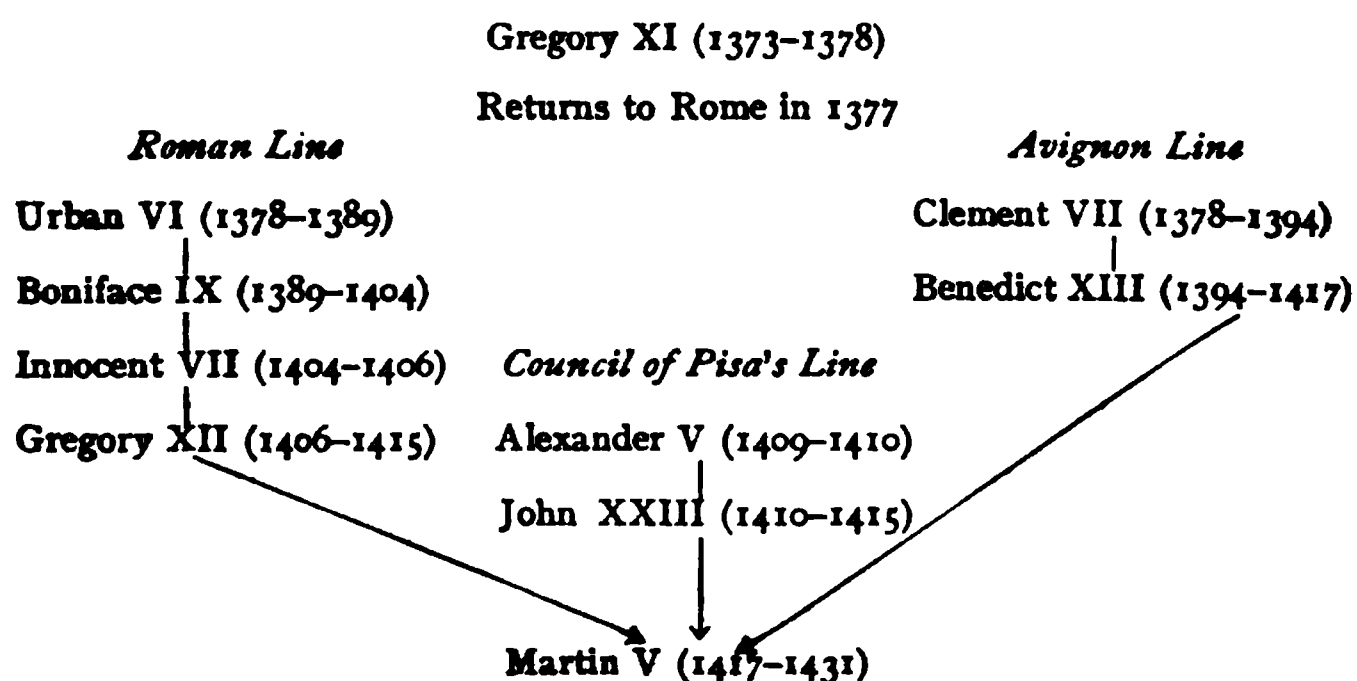 Gregory XI (1373–1378)
Returns to Rome in 1377
Roman Line
Avignon Line
Urban VI (1378–1389)
Clement VII (1378–1394)
Boniface IX (1389–1404)
Benedict XIII (1394–1417)
Innocent VII (1404–1406)
Council of Pisa's Line
Gregory XII (1406–1415)
Alexander V (1409–1410)
John XXIII (1410–1415)
Martin V (1417–1431)